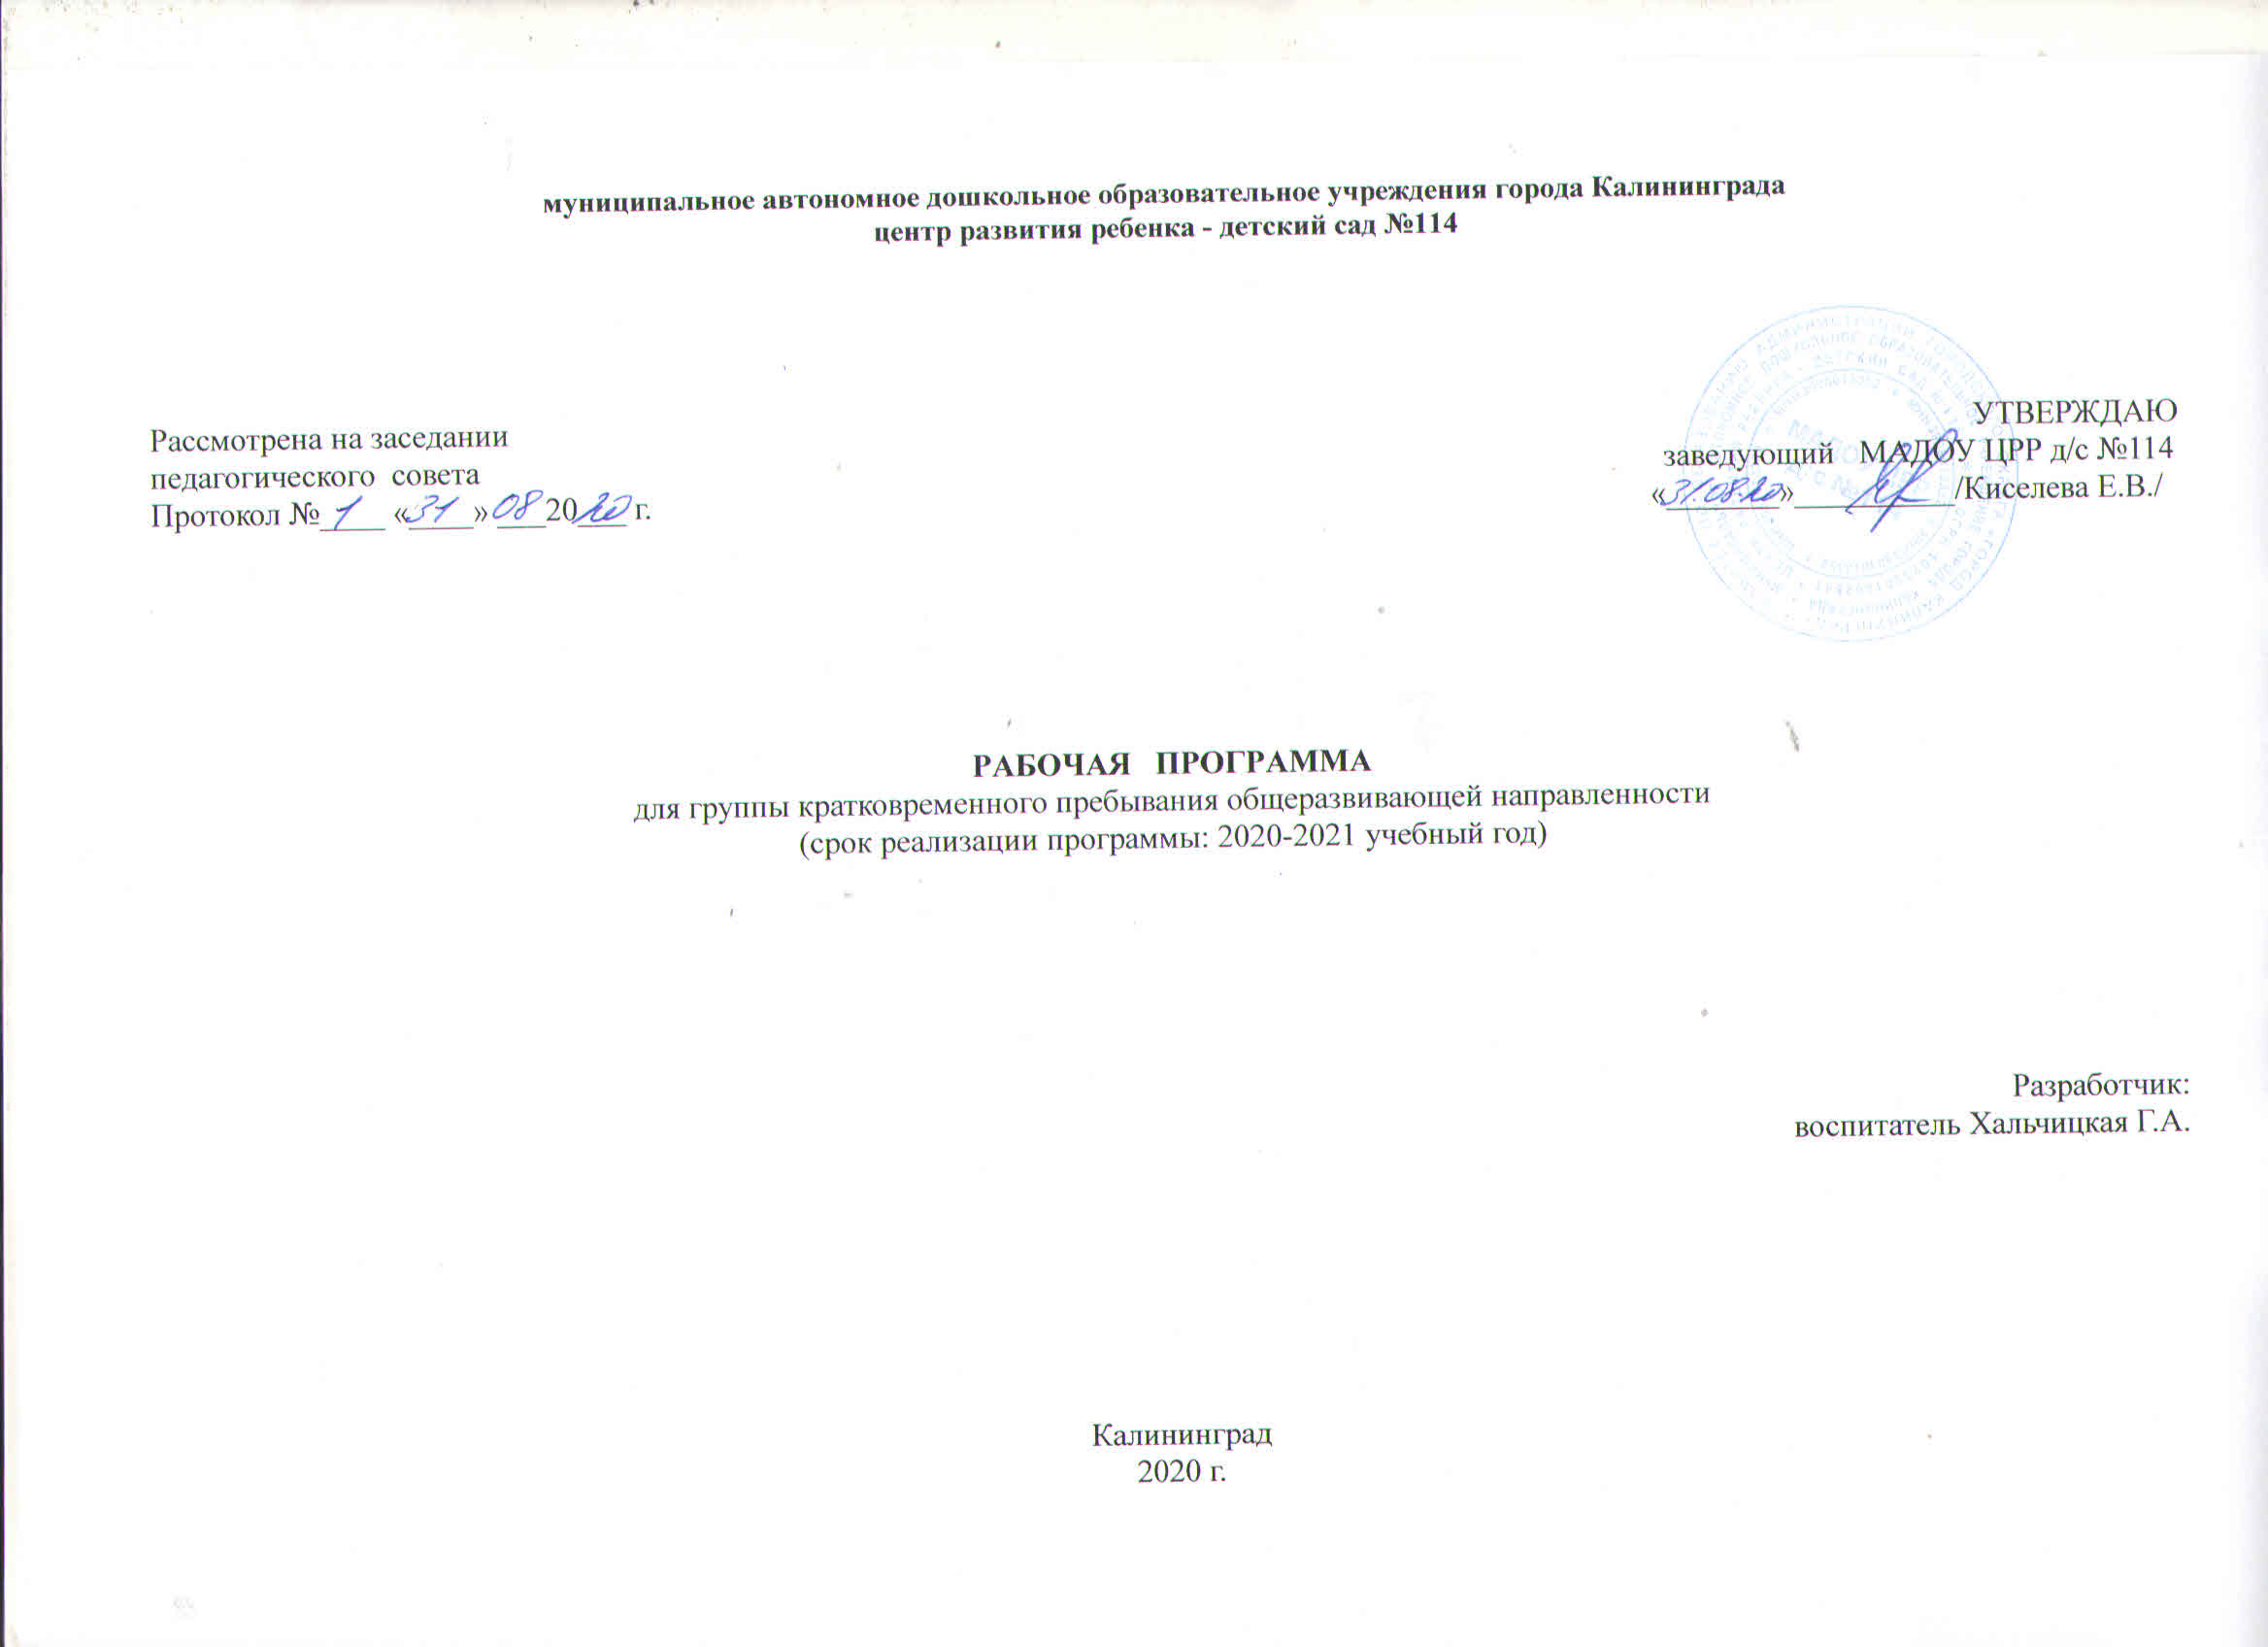 муниципальное автономное дошкольное образовательное учреждения города Калининграда
центр развития ребенка - детский сад №114
Рассмотрена на заседании
педагогического совета
Протокол № 1 «31» 08 2020 г.
УТВЕРЖДАЮ
заведующий МАДОУ ЦРР д/с №114
«31.08.20» /Киселева Е.В./
РАБОЧАЯ ПРОГРАММА
для группы кратковременного пребывания общеразвивающей направленности
(срок реализации программы: 2020-2021 учебный год)
Разработчик:
воспитатель Хальчицкая Г.А.
Калининград
2020 г.